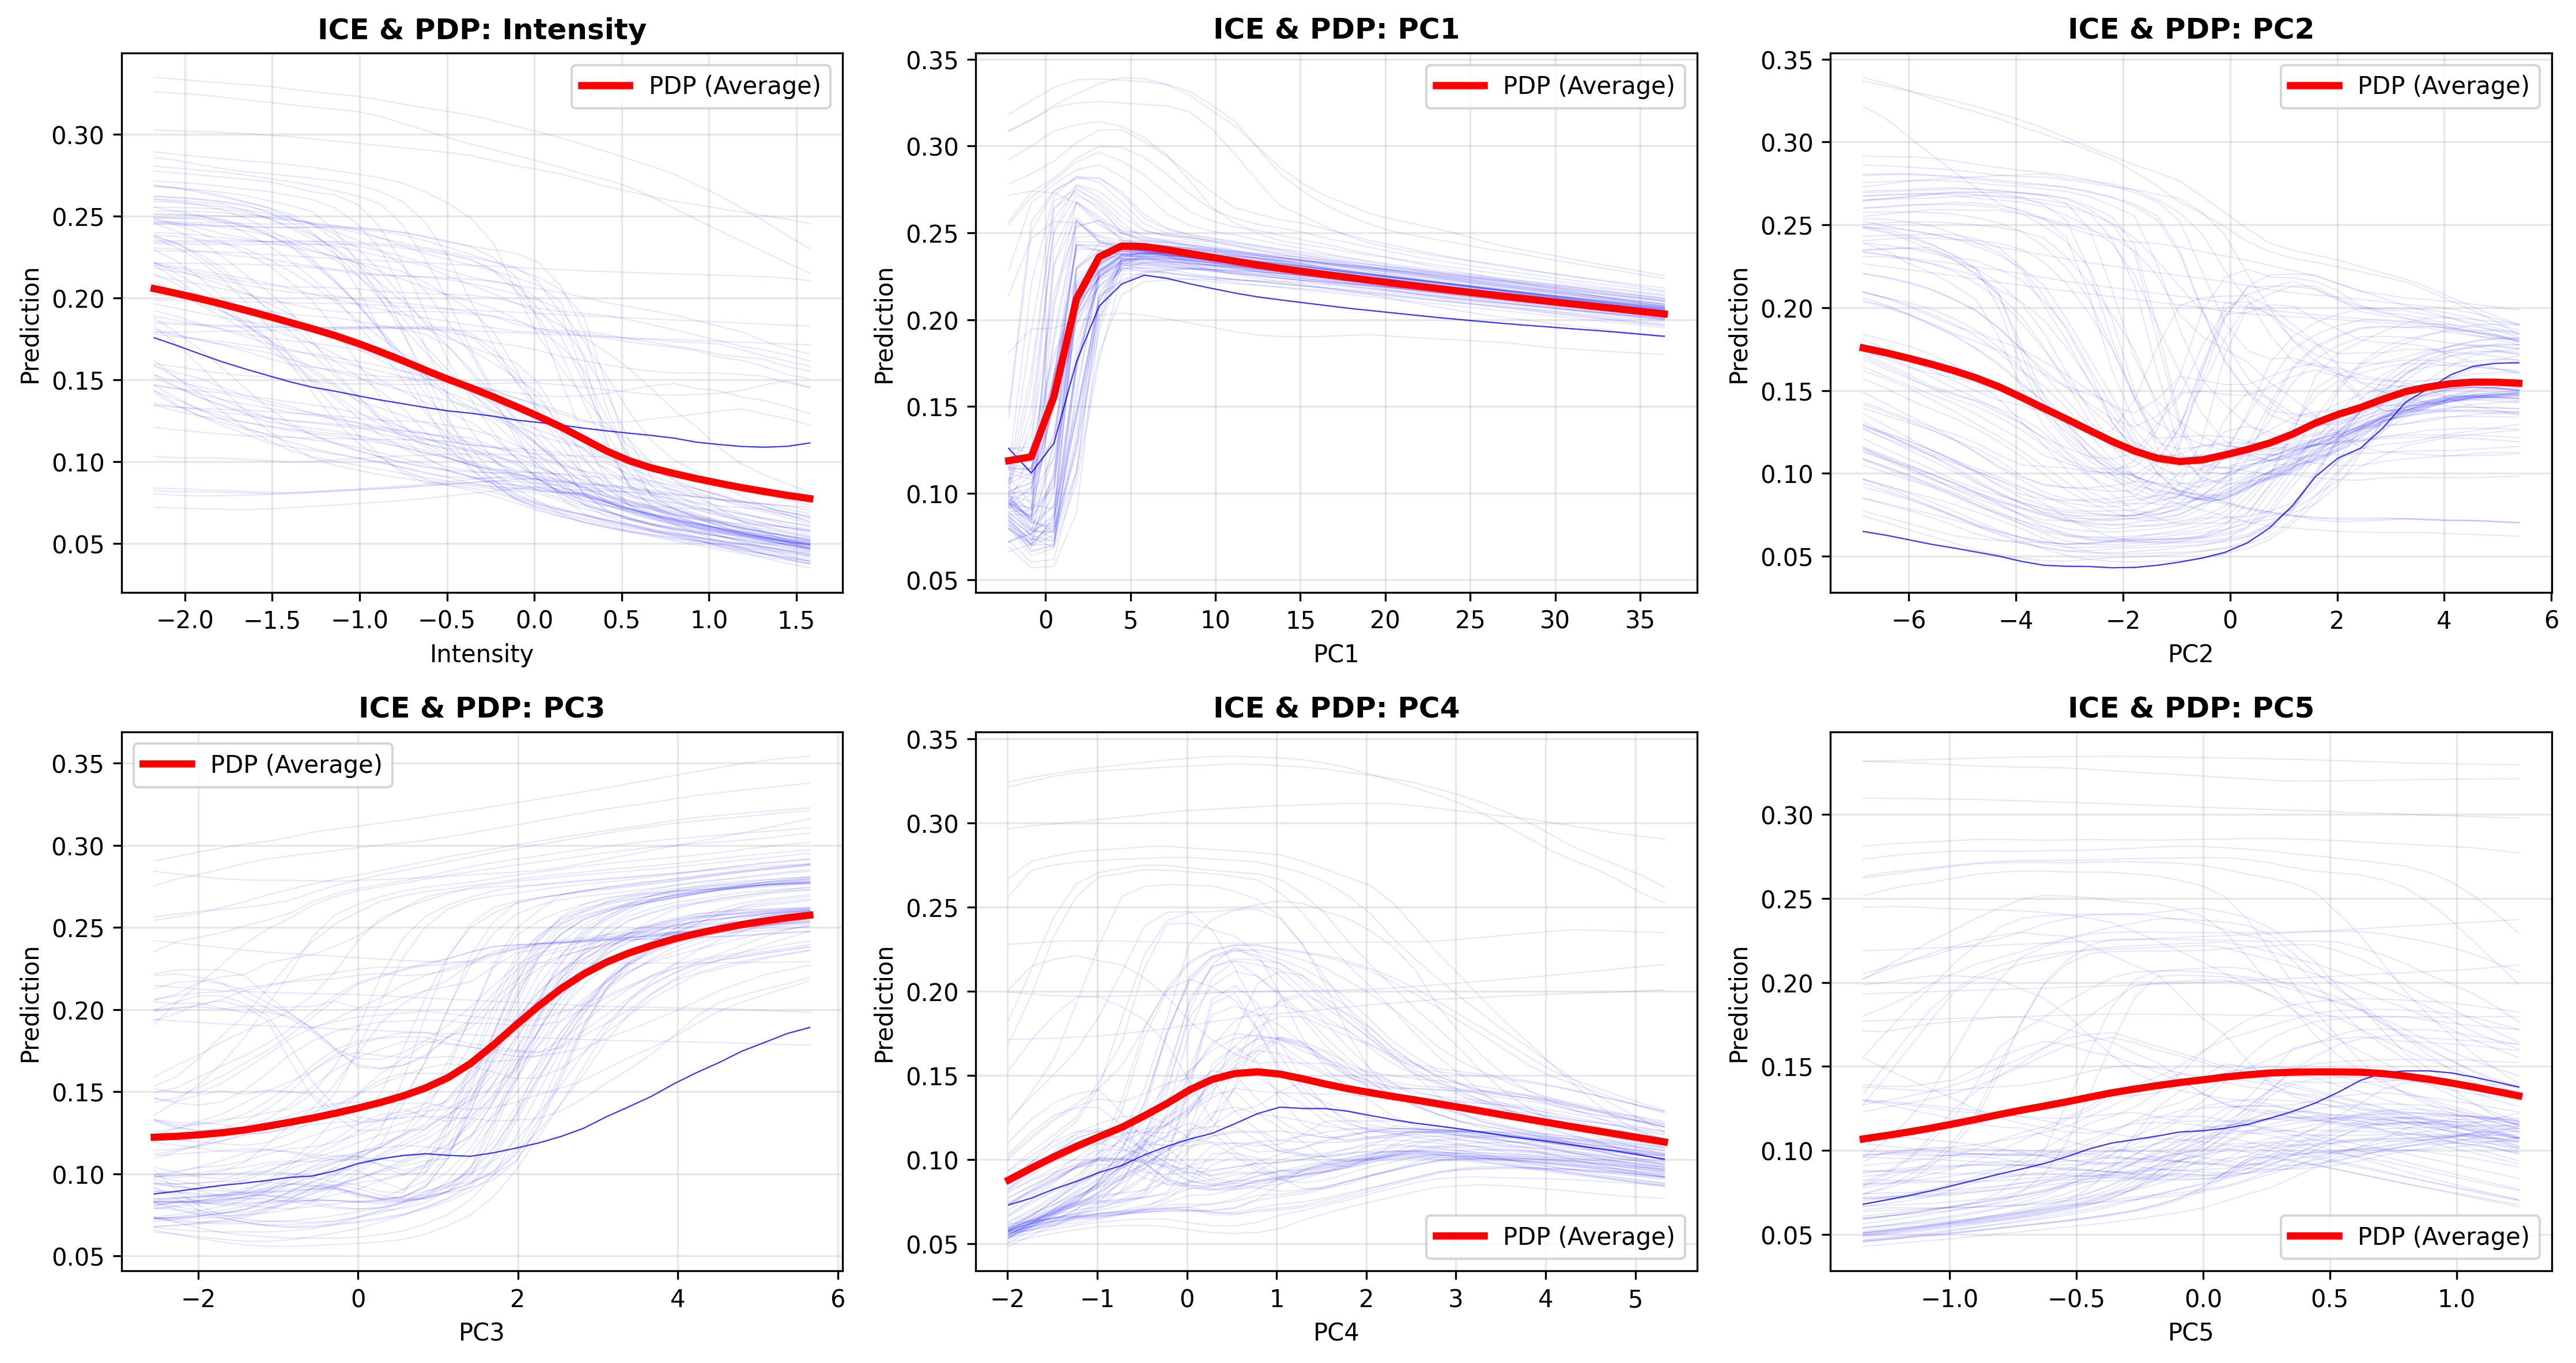 ICE & PDP: Intensity
PDP (Average)
Prediction
0.30
0.25
0.20
0.15
0.10
0.05
−2.0 −1.5 −1.0 −0.5 0.0 0.5 1.0 1.5
Intensity
ICE & PDP: PC1
PDP (Average)
Prediction
0.35
0.30
0.25
0.20
0.15
0.10
0.05
0 5 10 15 20 25 30 35
PC1
ICE & PDP: PC2
PDP (Average)
Prediction
0.35
0.30
0.25
0.20
0.15
0.10
0.05
−6 −4 −2 0 2 4 6
PC2
ICE & PDP: PC3
PDP (Average)
Prediction
0.35
0.30
0.25
0.20
0.15
0.10
0.05
−2 0 2 4 6
PC3
ICE & PDP: PC4
Prediction
0.35
0.30
0.25
0.20
0.15
0.10
0.05
PDP (Average)
−2 −1 0 1 2 3 4 5
PC4
ICE & PDP: PC5
Prediction
0.30
0.25
0.20
0.15
0.10
0.05
PDP (Average)
−1.0 −0.5 0.0 0.5 1.0
PC5